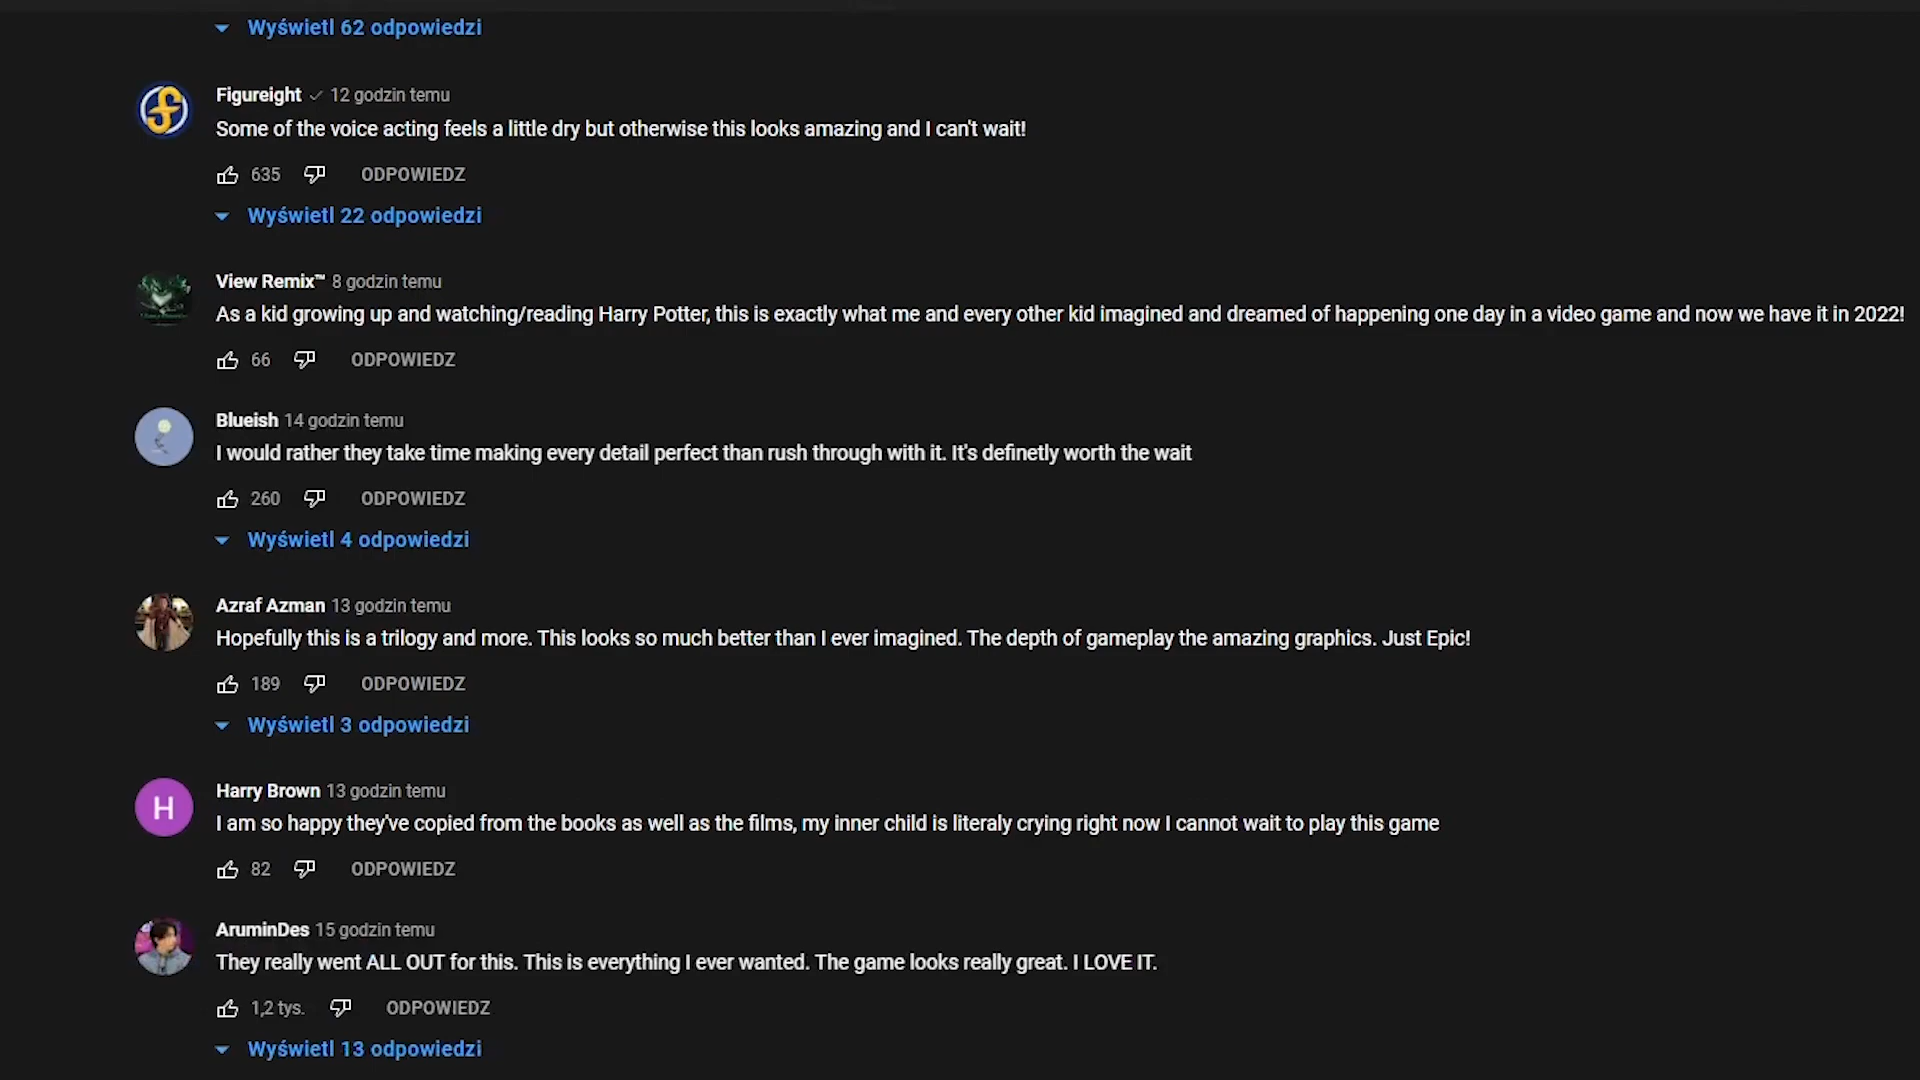 Wyświetl 62 odpowiedzi
Figureight 12 godzin temu
Some of the voice acting feels a little dry but otherwise this looks amazing and I can't wait!
635 ODPOWIEDZ
Wyświetl 22 odpowiedzi
View Remix™ 8 godzin temu
As a kid growing up and watching/reading Harry Potter, this is exactly what me and every other kid imagined and dreamed of happening one day in a video game and now we have it in 2022!
66 ODPOWIEDZ
Blueish 14 godzin temu
I would rather they take time making every detail perfect than rush through with it. It's definetly worth the wait
260 ODPOWIEDZ
Wyświetl 4 odpowiedzi
Azraf Azman 13 godzin temu
Hopefully this is a trilogy and more. This looks so much better than I ever imagined. The depth of gameplay the amazing graphics. Just Epic!
189 ODPOWIEDZ
Wyświetl 3 odpowiedzi
H
Harry Brown 13 godzin temu
I am so happy they've copied from the books as well as the films, my inner child is literaly crying right now I cannot wait to play this game
82 ODPOWIEDZ
AruminDes 15 godzin temu
They really went ALL OUT for this. This is everything I ever wanted. The game looks really great. I LOVE IT.
1,2 tys. ODPOWIEDZ
Wyświetl 13 odpowiedzi